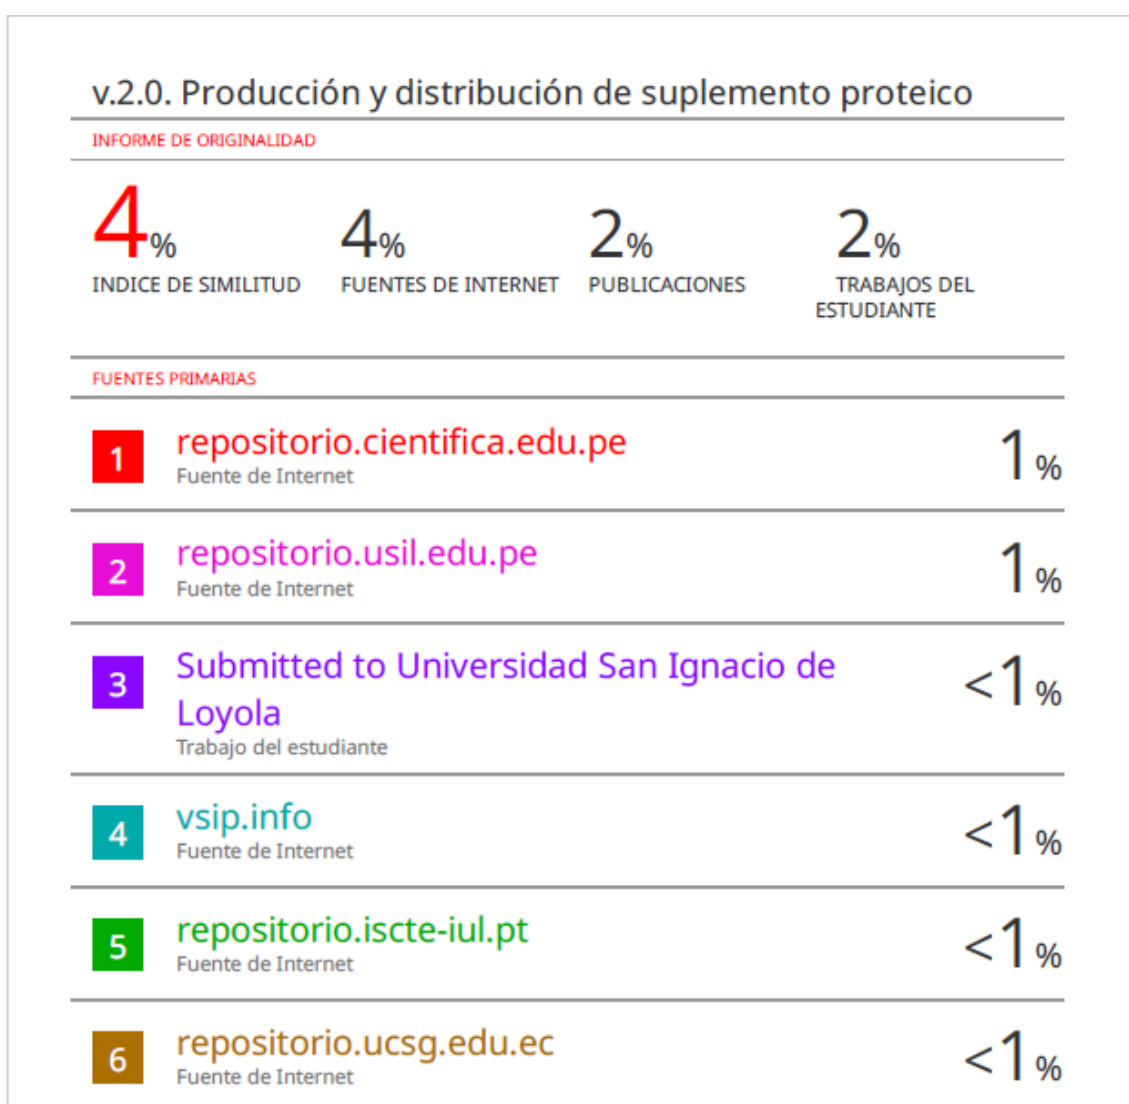 v.2.0. Producción y distribución de suplemento proteico
INFORME DE ORIGINALIDAD
4%
INDICE DE SIMILITUD
4%
FUENTES DE INTERNET
2%
PUBLICACIONES
2%
TRABAJOS DEL
ESTUDIANTE
FUENTES PRIMARIAS
1
repositorio.cientifica.edu.pe
Fuente de Internet
1%
2
repositorio.usil.edu.pe
Fuente de Internet
1%
3
Submitted to Universidad San Ignacio de
Loyola
Trabajo del estudiante
<1%
4
vsip.info
Fuente de Internet
<1%
5
repositorio.iscte-iul.pt
Fuente de Internet
<1%
6
repositorio.ucsg.edu.ec
Fuente de Internet
<1%